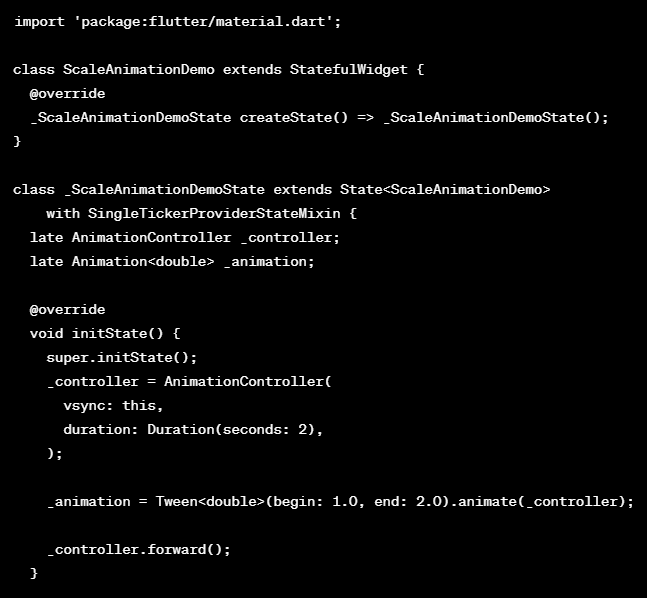 import 'package:flutter/material.dart';

class ScaleAnimationDemo extends StatefulWidget {
  @override
  _ScaleAnimationDemoState createState() => _ScaleAnimationDemoState();
}

class _ScaleAnimationDemoState extends State<ScaleAnimationDemo>
    with SingleTickerProviderStateMixin {
  late AnimationController _controller;
  late Animation<double> _animation;

  @override
  void initState() {
    super.initState();
    _controller = AnimationController(
      vsync: this,
      duration: Duration(seconds: 2),
    );

    _animation = Tween<double>(begin: 1.0, end: 2.0).animate(_controller);

    _controller.forward();
  }